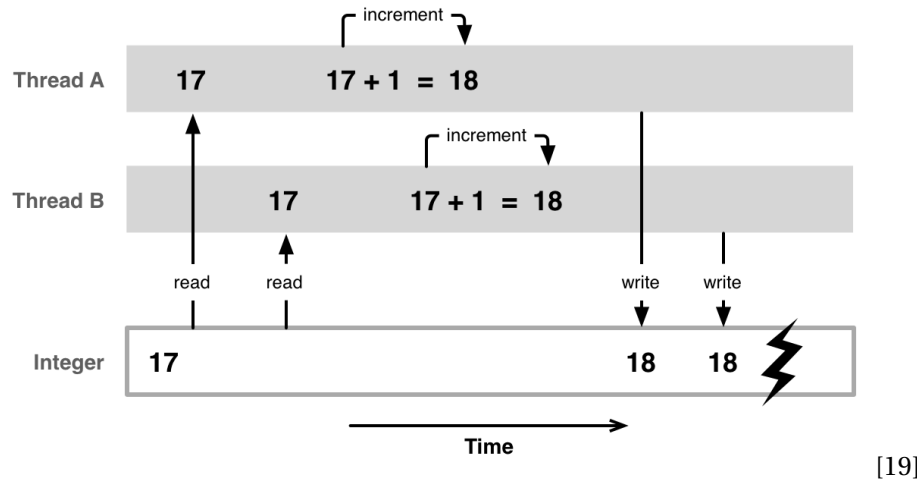 increment
Thread A 17 17 + 1 = 18
increment
Thread B 17 17 + 1 = 18
read read write write
Integer 17 18 18
Time
[19]